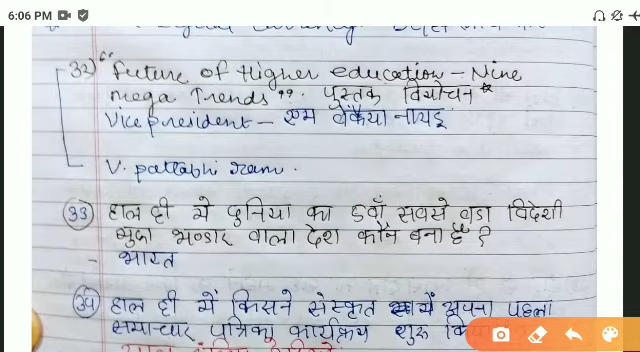 6:06 PM
32) "Future of Higher education - Nine
mega Trends". पुस्तक विमोचन *
Vice president - एम वेंकैया नायडू
V. pattabhi ram.
33) हाल ही में दुनिया का 5वाँ सबसे बड़ा विदेशी
मुद्रा भण्डार वाला देश कौन बना है ?
- भारत
34) हाल ही में किसने संस्कृत में अपना पहला
समाचार पत्रिका कार्यक्रम शुरू